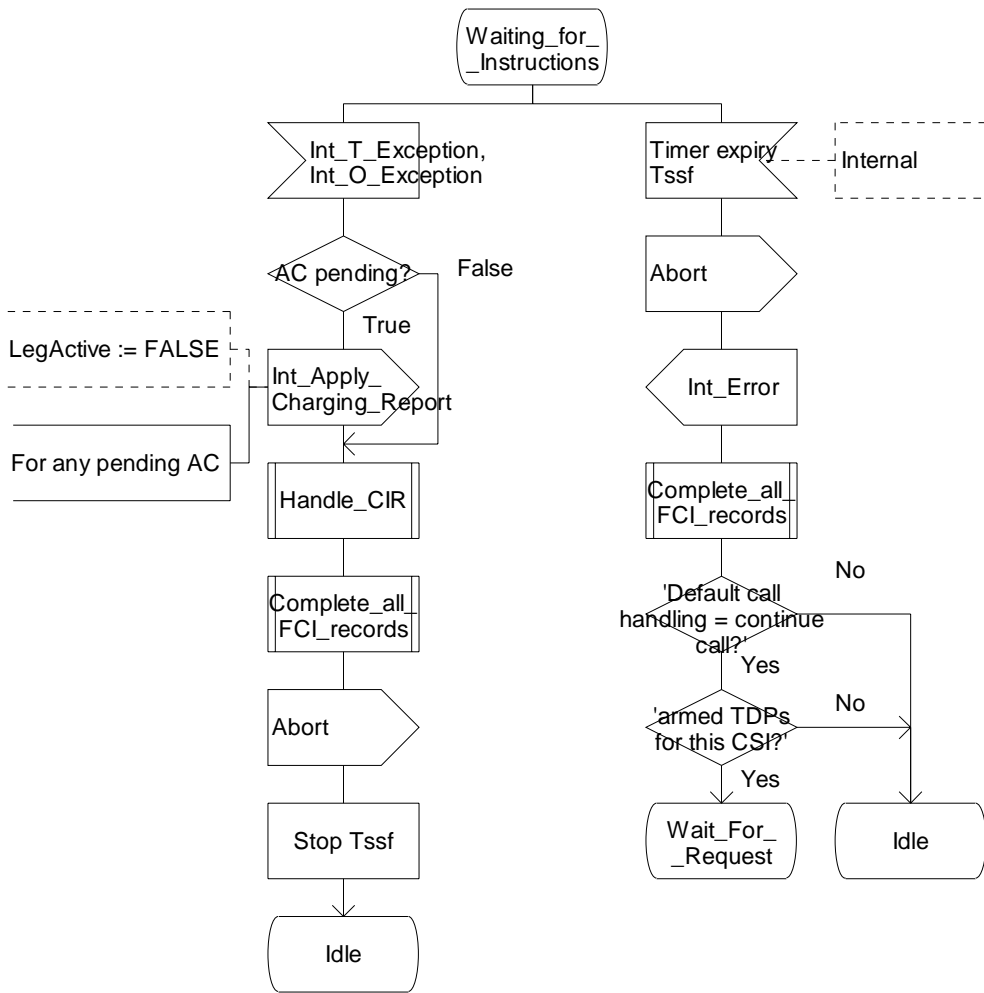 Waiting_for_
_Instructions
Int_T_Exception,
Int_O_Exception
Timer expiry
Tssf
Internal
AC pending?
False
Abort
True
LegActive := FALSE
Int_Apply_
Charging_Report
Int_Error
For any pending AC
Handle_CIR
Complete_all_
FCI_records
No
Complete_all_
FCI_records
'Default call
handling = continue
call?'
Yes
Abort
'armed TDPs
for this CSI?'
No
Yes
Stop Tssf
Wait_For_
_Request
Idle
Idle